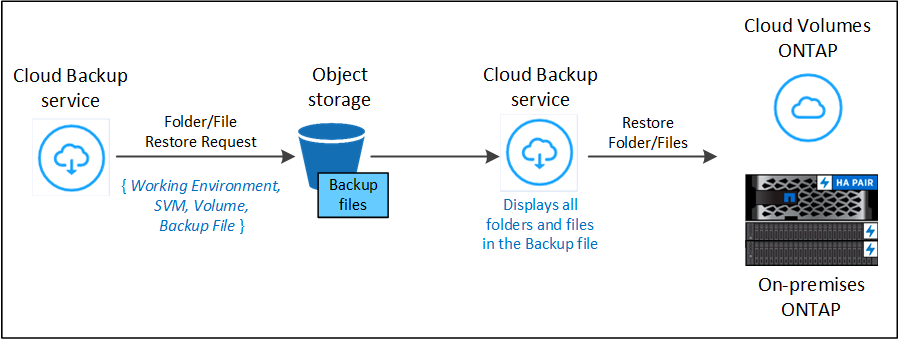 Cloud Backup
service
Folder/File
Restore Request
{ Working Environment,
SVM, Volume,
Backup File }
Object
storage
Backup
files
Cloud Backup
service
Displays all
folders and files
in the Backup file
Restore
Folder/Files
Cloud Volumes
ONTAP
HA PAIR
On-premises
ONTAP